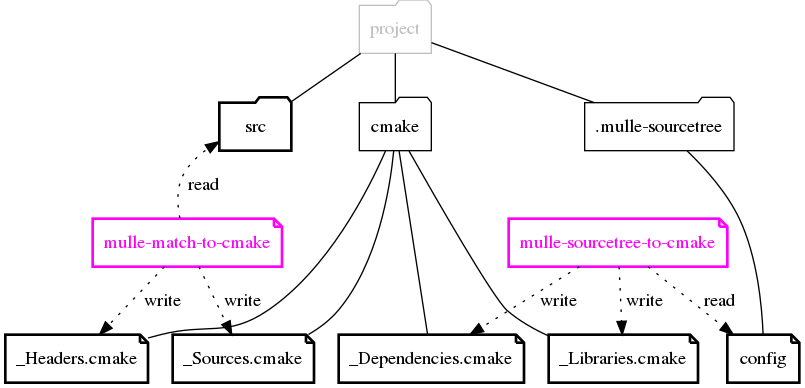 project
src
cmake
.mulle-sourcetree
read
mulle-match-to-cmake
mulle-sourcetree-to-cmake
write
write
write
write
read
_Headers.cmake
_Sources.cmake
_Dependencies.cmake
_Libraries.cmake
config